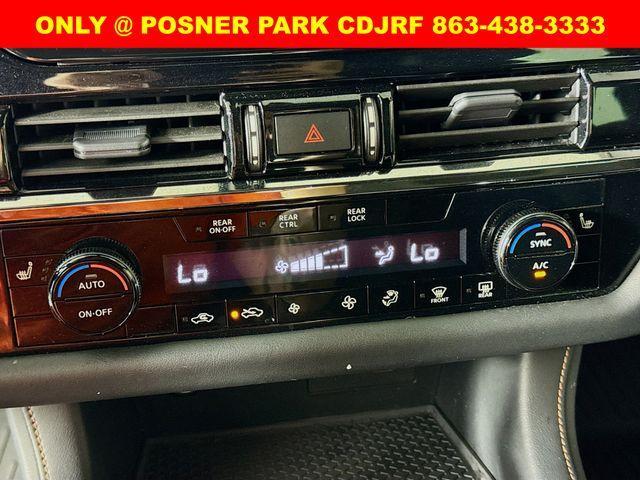 ONLY @ POSNER PARK CDJRF 863-438-3333
REAR ON·OFF
REAR CTRL
REAR LOCK
Lo
Lo
AUTO
ON·OFF
SYNC
A/C
FRONT
REAR